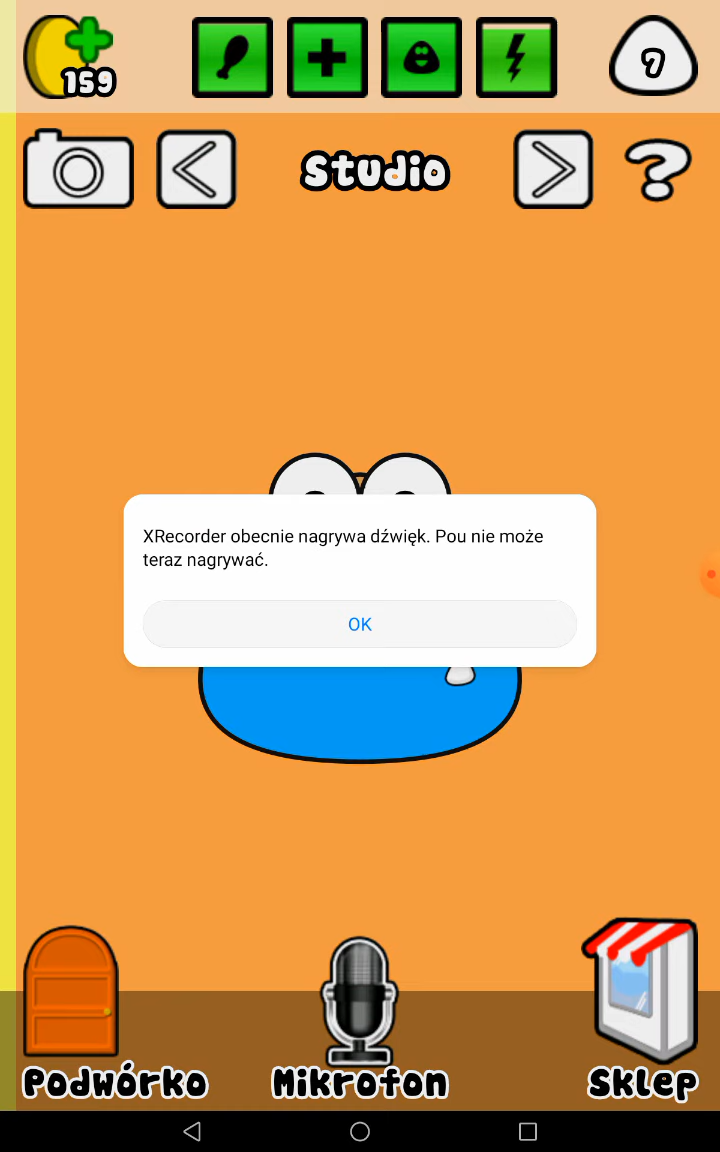 159
7
Studio
XRecorder obecnie nagrywa dźwięk. Pou nie może
teraz nagrywać.
OK
Podwórko
Mikrofon
Sklep